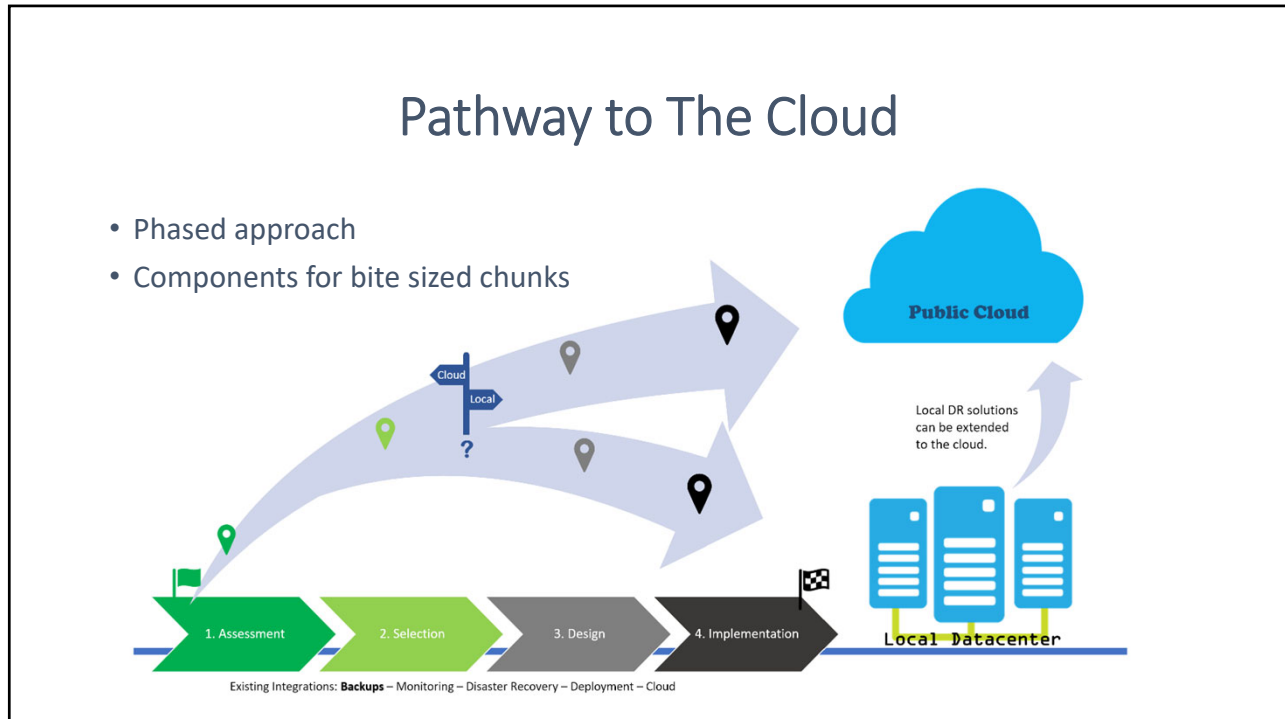 Pathway to The Cloud
• Phased approach
• Components for bite sized chunks
Public Cloud
Cloud
Local
?
Local DR solutions
can be extended
to the cloud.
1. Assessment
2. Selection
3. Design
4. Implementation
Local Datacenter
Existing Integrations: Backups – Monitoring – Disaster Recovery – Deployment – Cloud